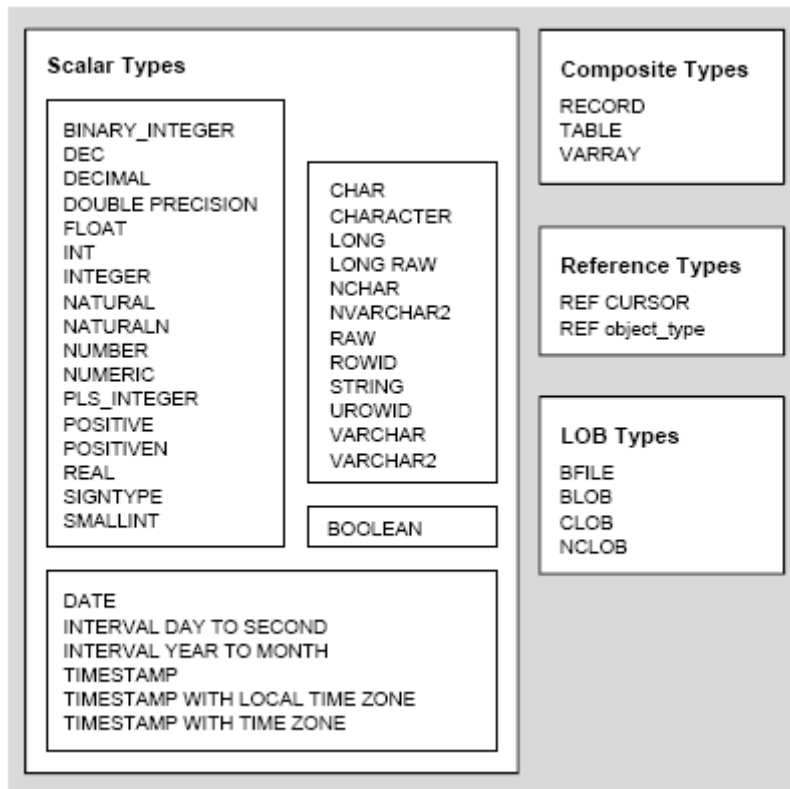 Scalar Types
BINARY_INTEGER
DEC
DECIMAL
DOUBLE PRECISION
FLOAT
INT
INTEGER
NATURAL
NATURALN
NUMBER
NUMERIC
PLS_INTEGER
POSITIVE
POSITIVEN
REAL
SIGNTYPE
SMALLINT
CHAR
CHARACTER
LONG
LONG RAW
NCHAR
NVARCHAR2
RAW
ROWID
STRING
UROWID
VARCHAR
VARCHAR2
BOOLEAN
DATE
INTERVAL DAY TO SECOND
INTERVAL YEAR TO MONTH
TIMESTAMP
TIMESTAMP WITH LOCAL TIME ZONE
TIMESTAMP WITH TIME ZONE
Composite Types
RECORD
TABLE
VARRAY
Reference Types
REF CURSOR
REF object_type
LOB Types
BFILE
BLOB
CLOB
NCLOB